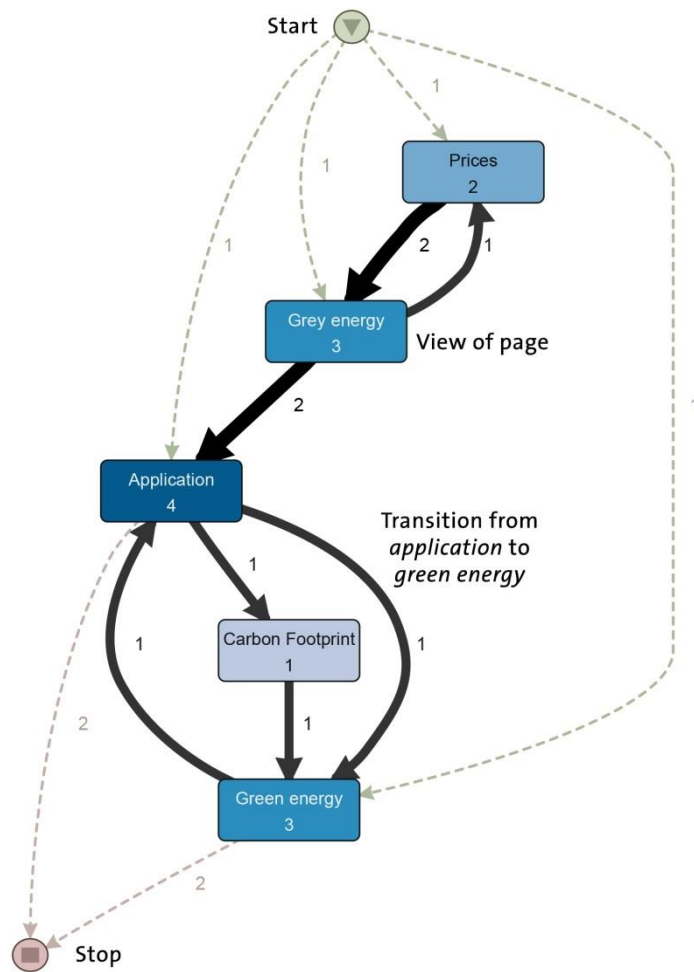 Start
1
Prices
2
1
1
2
1
Grey energy
3
View of page
2
1
Application
4
Transition from
application to
green energy
1
Carbon Footprint
1
1
1
1
2
Green energy
3
2
Stop